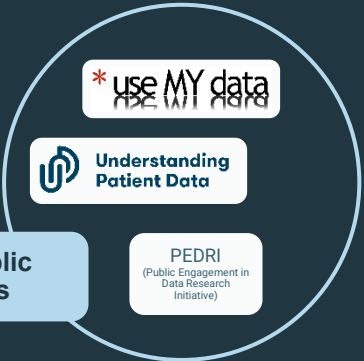 * use MY data
Understanding
Patient Data
PEDRI
(Public Engagement in
Data Research
Initiative)